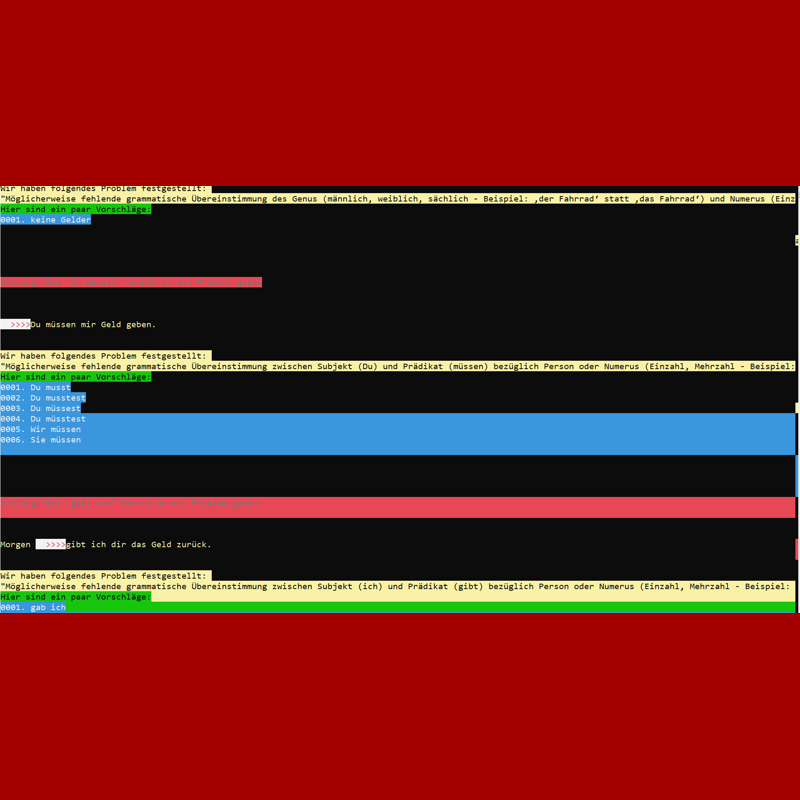 Wir haben folgendes Problem festgestellt:
"Möglicherweise fehlende grammatische Übereinstimmung des Genus (männlich, weiblich, sächlich - Beispiel: ‚der Fahrrad‘ statt ‚das Fahrrad‘) und Numerus (Einz
Hier sind ein paar Vorschläge:
0001. keine Gelder
>>>>Du müssen mir Geld geben.
Wir haben folgendes Problem festgestellt:
"Möglicherweise fehlende grammatische Übereinstimmung zwischen Subjekt (Du) und Prädikat (müssen) bezüglich Person oder Numerus (Einzahl, Mehrzahl - Beispiel:
Hier sind ein paar Vorschläge:
0001. Du musst
0002. Du musstest
0003. Du müssest
0004. Du müsstest
0005. Wir müssen
0006. Sie müssen
Morgen >>>>gibt ich dir das Geld zurück.
Wir haben folgendes Problem festgestellt:
"Möglicherweise fehlende grammatische Übereinstimmung zwischen Subjekt (ich) und Prädikat (gibt) bezüglich Person oder Numerus (Einzahl, Mehrzahl - Beispiel:
Hier sind ein paar Vorschläge:
0001. gab ich